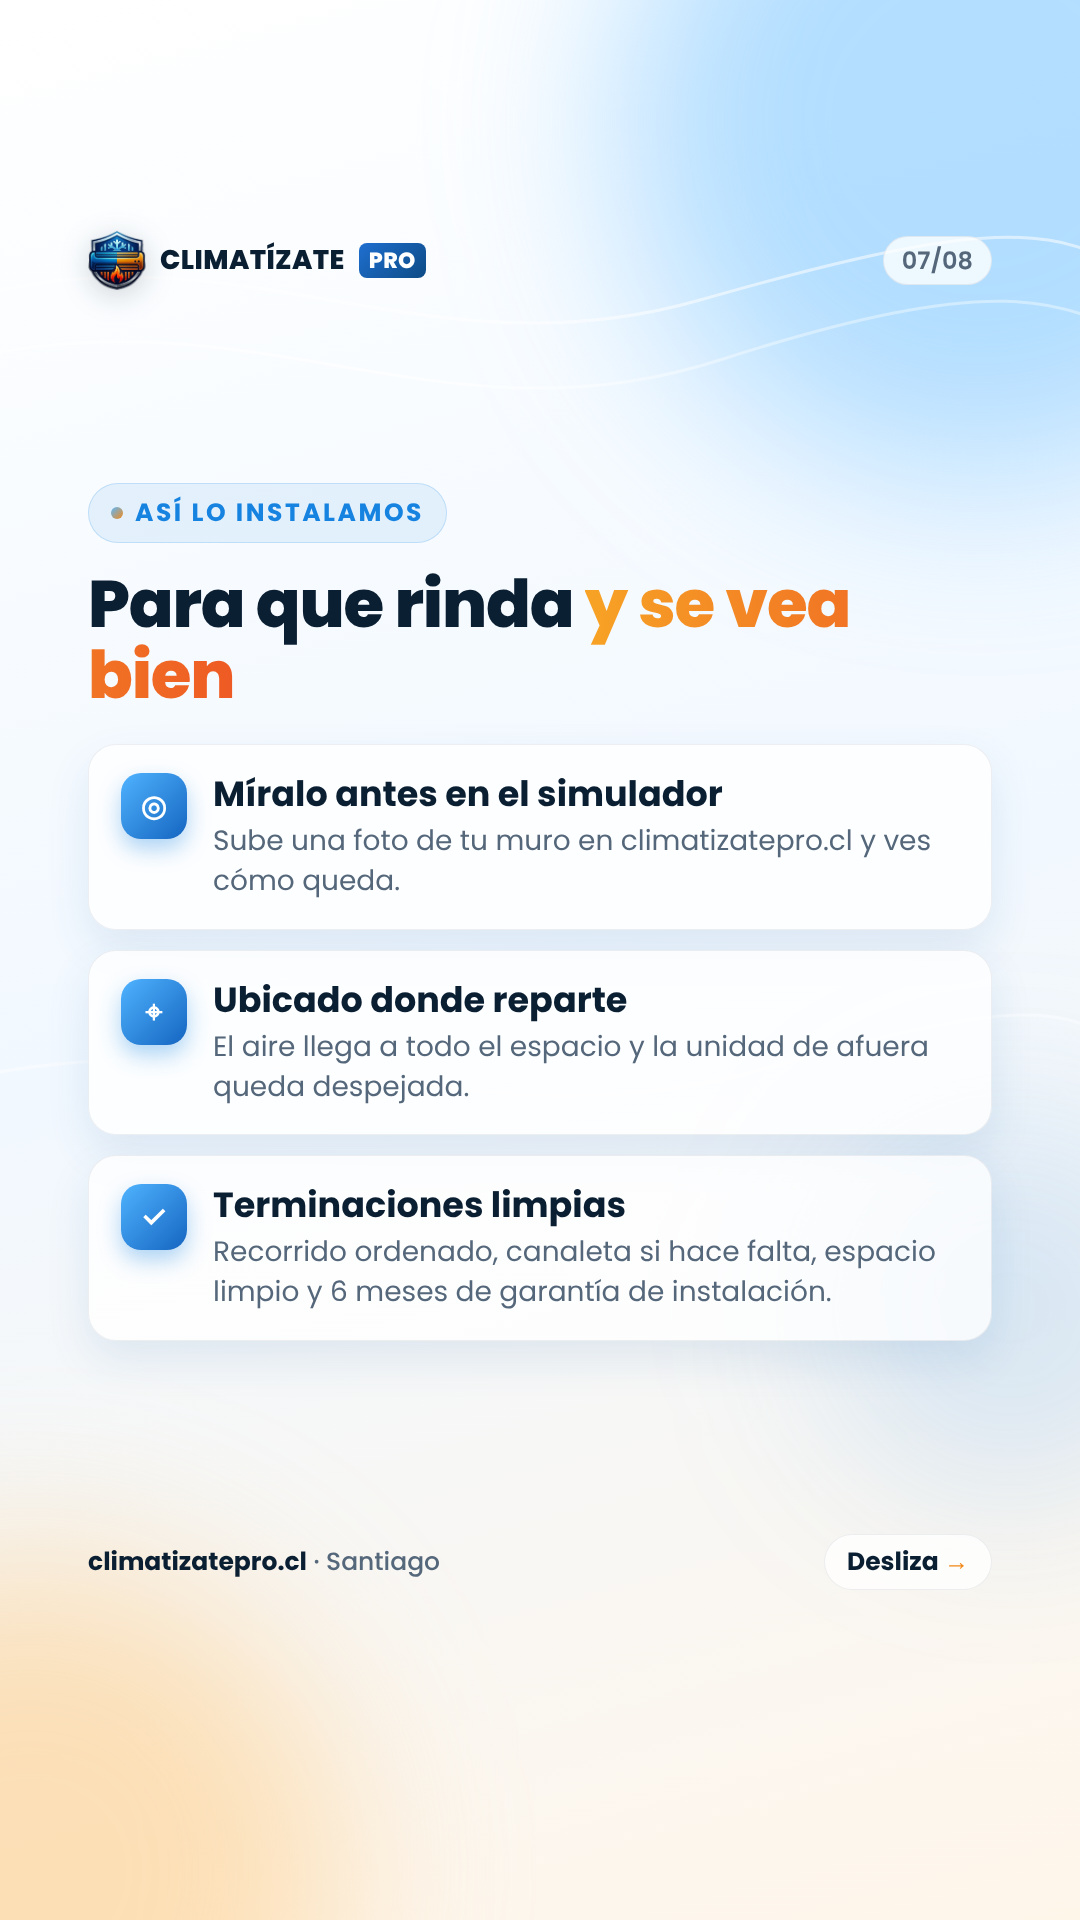 CLIMATÍZATE PRO
07/08
ASÍ LO INSTALAMOS
Para que rinda y se vea
bien
Míralo antes en el simulador
Sube una foto de tu muro en climatizatepro.cl y ves
cómo queda.
Ubicado donde reparte
El aire llega a todo el espacio y la unidad de afuera
queda despejada.
Terminaciones limpias
Recorrido ordenado, canaleta si hace falta, espacio
limpio y 6 meses de garantía de instalación.
climatizatepro.cl · Santiago
Desliza →